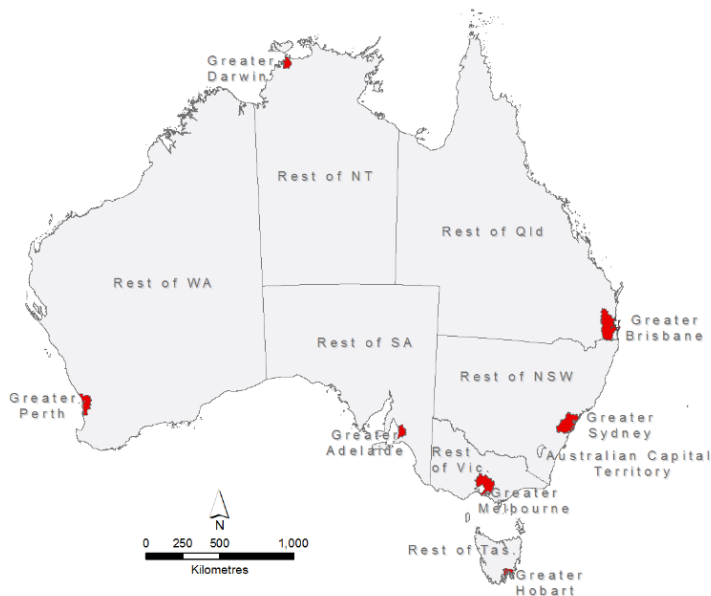 Greater
Darwin
Rest of NT
Rest of Qld
Rest of WA
Greater
Brisbane
Rest of SA
Rest of NSW
Greater
Perth
Greater
Sydney
Greater
Adelaide
Rest
of Vic.
Australian Capital
Territory
Greater
Melbourne
N
0 250 500 1,000
Kilometres
Rest of Tas.
Greater
Hobart